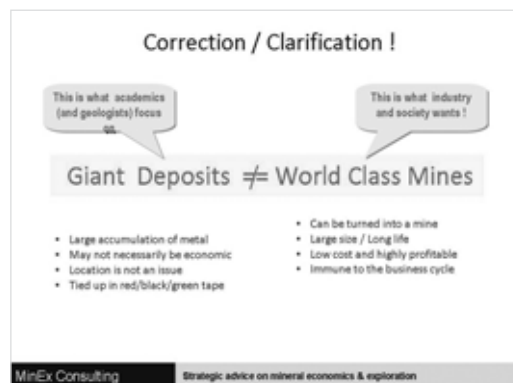 Correction / Clarification !
This is what academics
(and geologists) focus
on
This is what industry
and society wants !
Giant Deposits ≠ World Class Mines
• Large accumulation of metal
• May not necessarily be economic
• Location is not an issue
• Tied up in red/black/green tape
• Can be turned into a mine
• Large size / Long life
• Low cost and highly profitable
• Immune to the business cycle
MinEx Consulting
Strategic advice on mineral economics & exploration